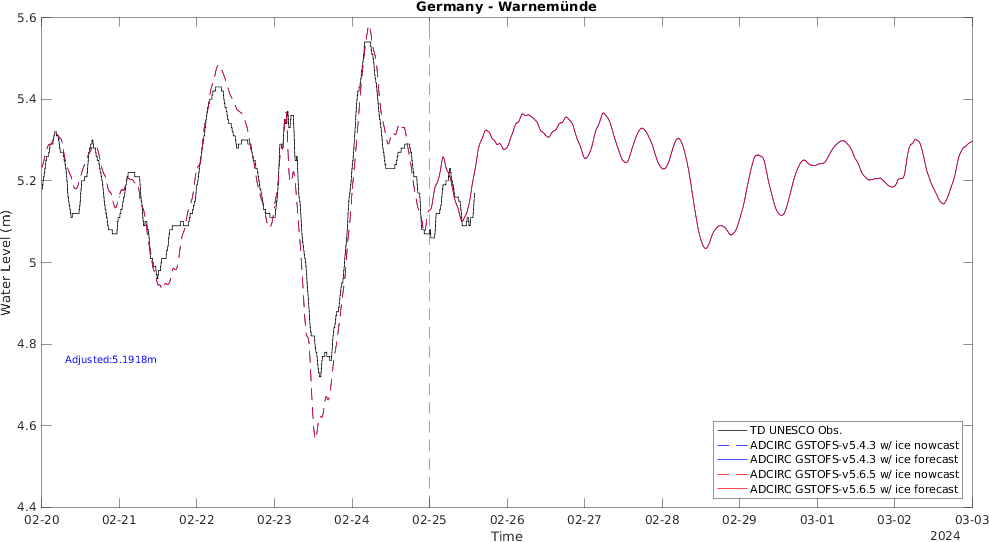 Germany - Warnemünde
5.6
5.4
5.2
5
4.8
4.6
4.4
Water Level (m)
Adjusted:5.1918m
TD UNESCO Obs.
ADCIRC GSTOFS-v5.4.3 w/ ice nowcast
ADCIRC GSTOFS-v5.4.3 w/ ice forecast
ADCIRC GSTOFS-v5.6.5 w/ ice nowcast
ADCIRC GSTOFS-v5.6.5 w/ ice forecast
02-20 02-21 02-22 02-23 02-24 02-25 02-26 02-27 02-28 02-29 03-01 03-02 03-03
Time
2024